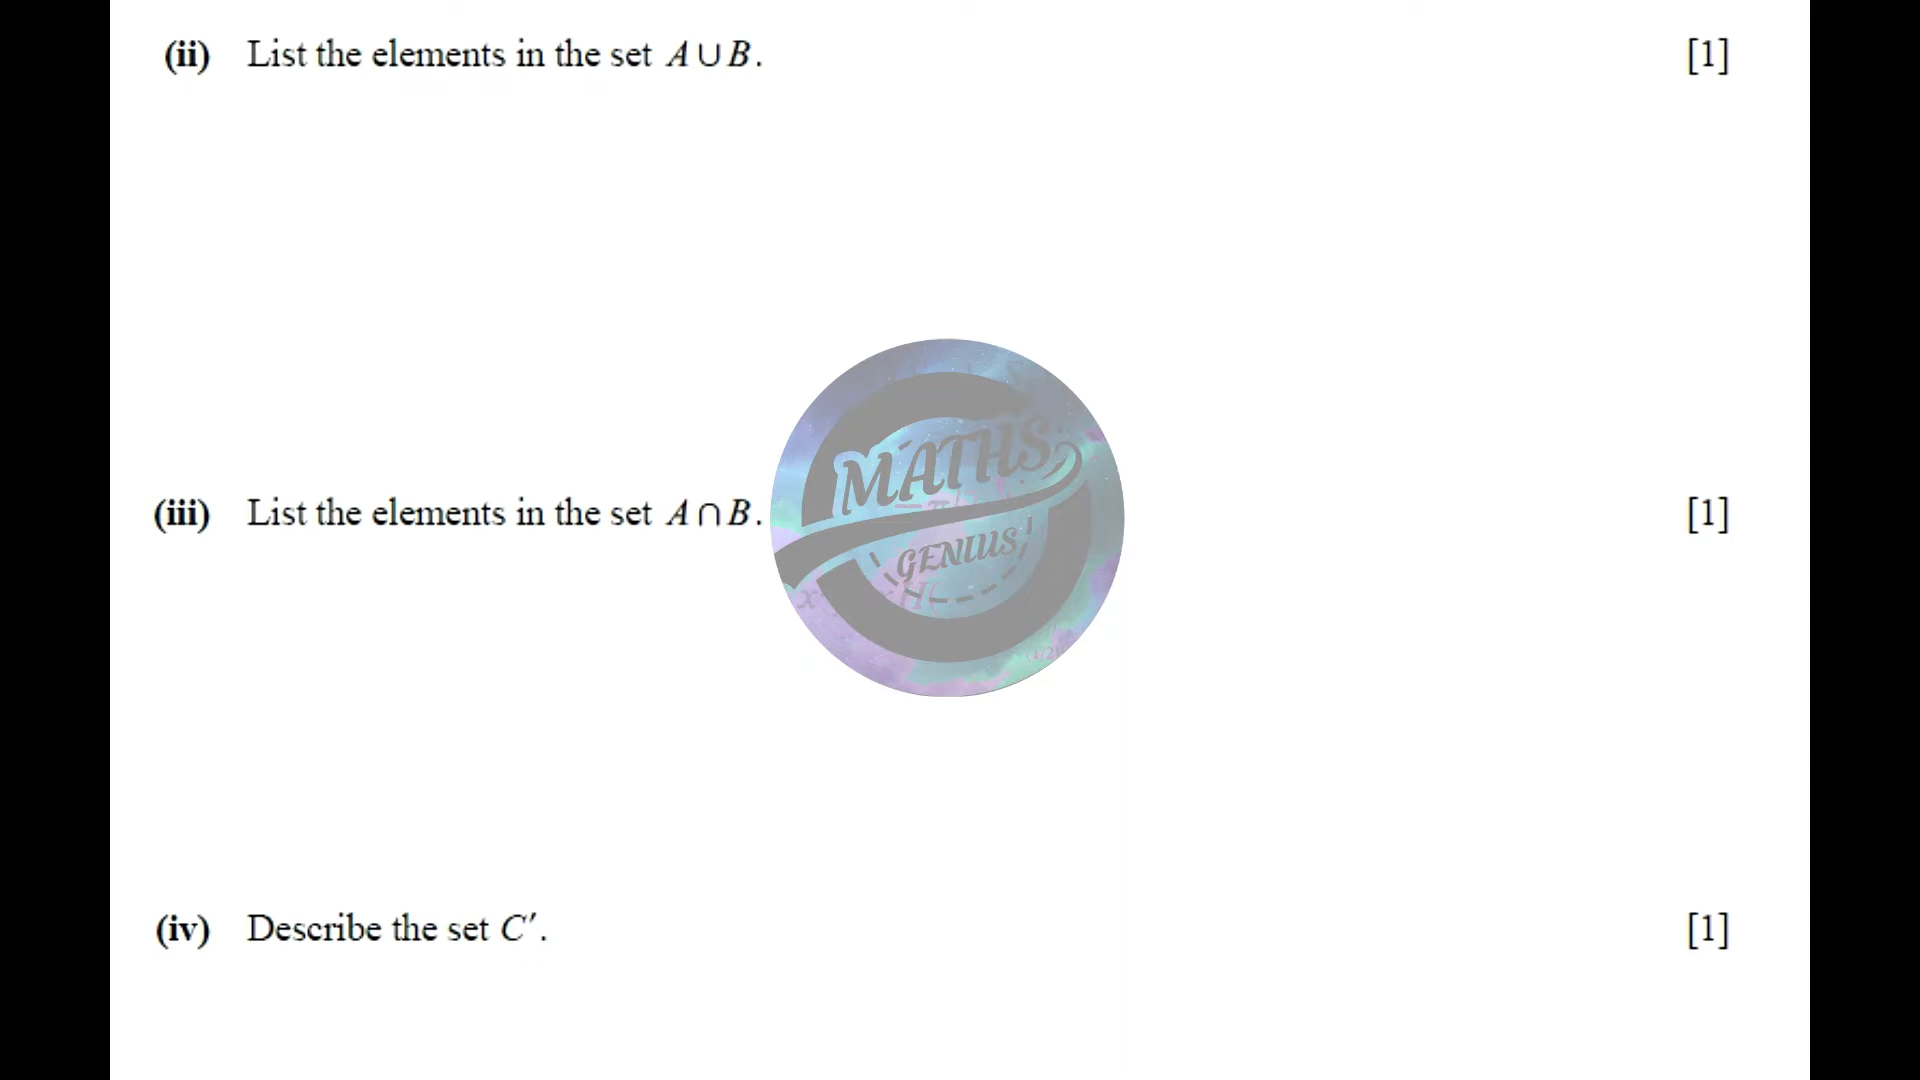 (ii) List the elements in the set A ∪ B. [1]
MATHS
(iii) List the elements in the set A ∩ B. [1]
GENIUS
(iv) Describe the set C′. [1]